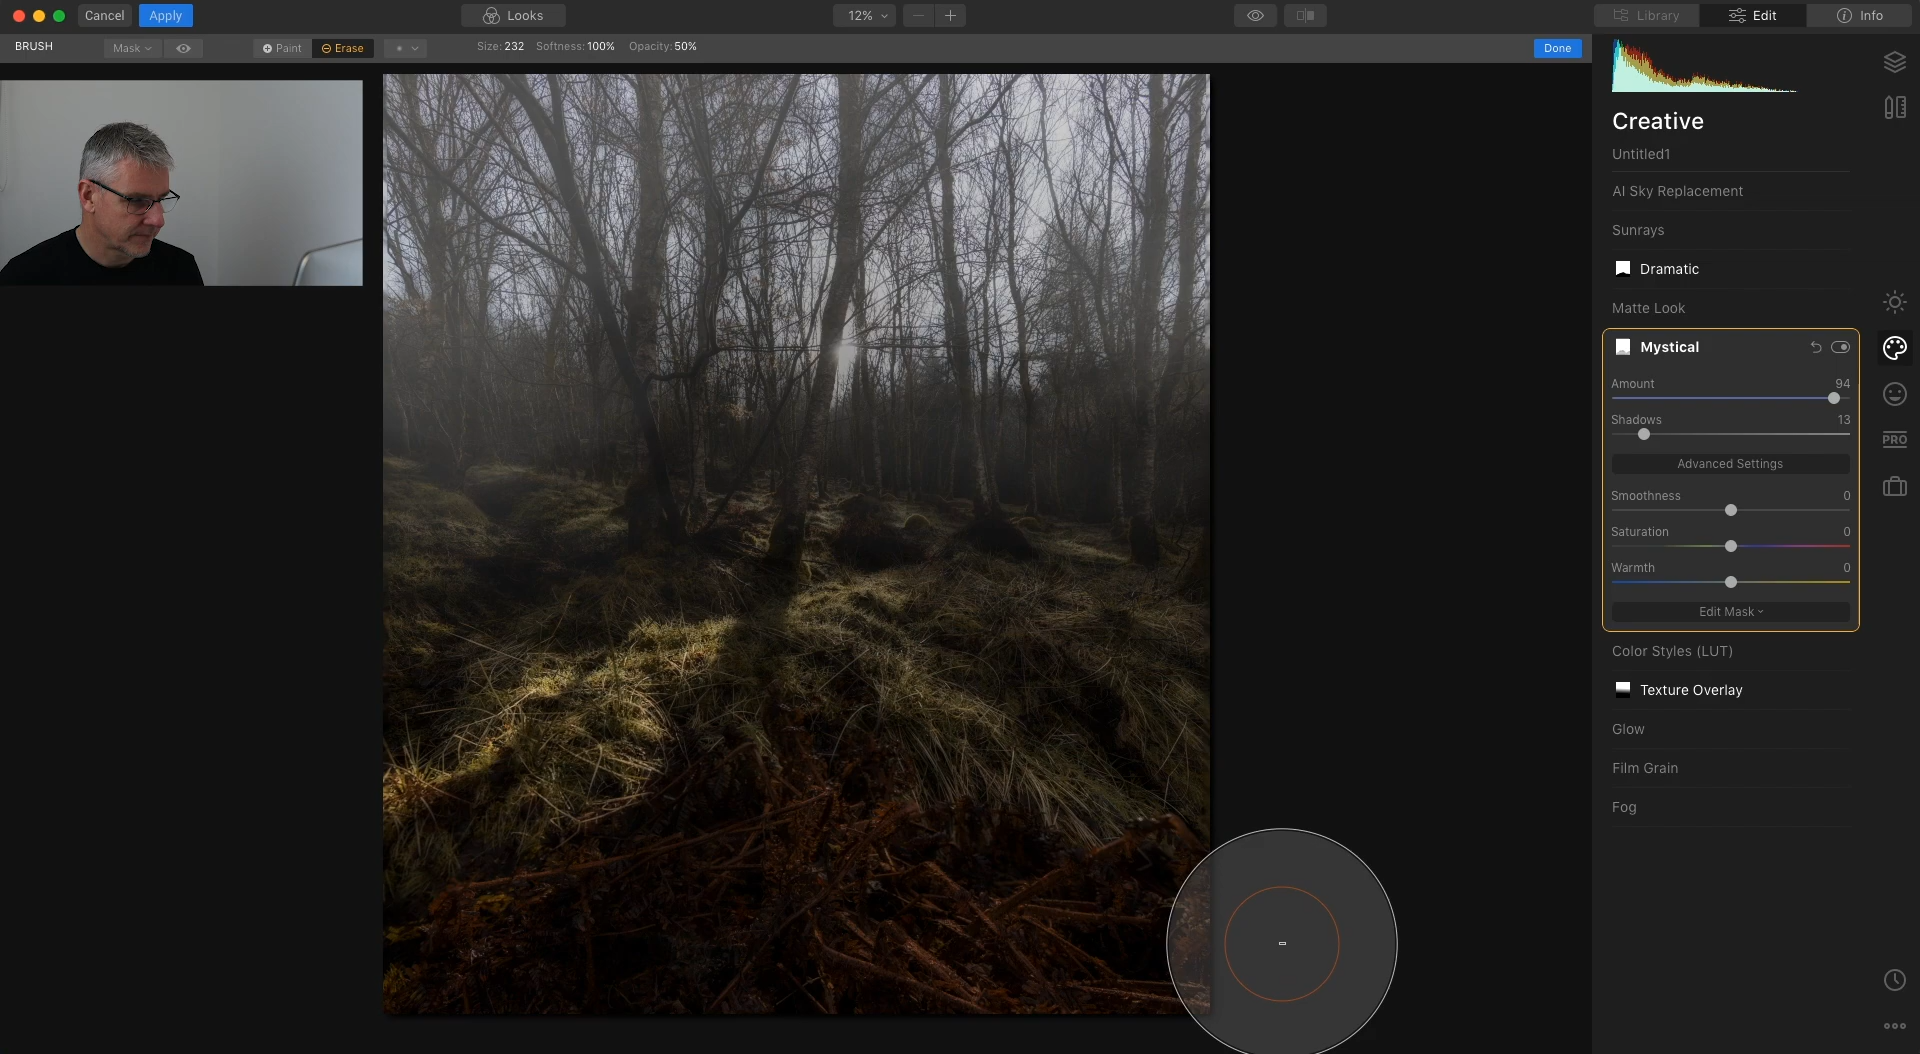 Cancel Apply Looks 12% Library Edit Info
BRUSH Mask Paint Erase Size: 232 Softness: 100% Opacity: 50% Done
Creative
Untitled1
AI Sky Replacement
Sunrays
Dramatic
Matte Look
Mystical
Amount 94
Shadows 13
PRO
Advanced Settings
Smoothness 0
Saturation 0
Warmth 0
Edit Mask
Color Styles (LUT)
Texture Overlay
Glow
Film Grain
Fog